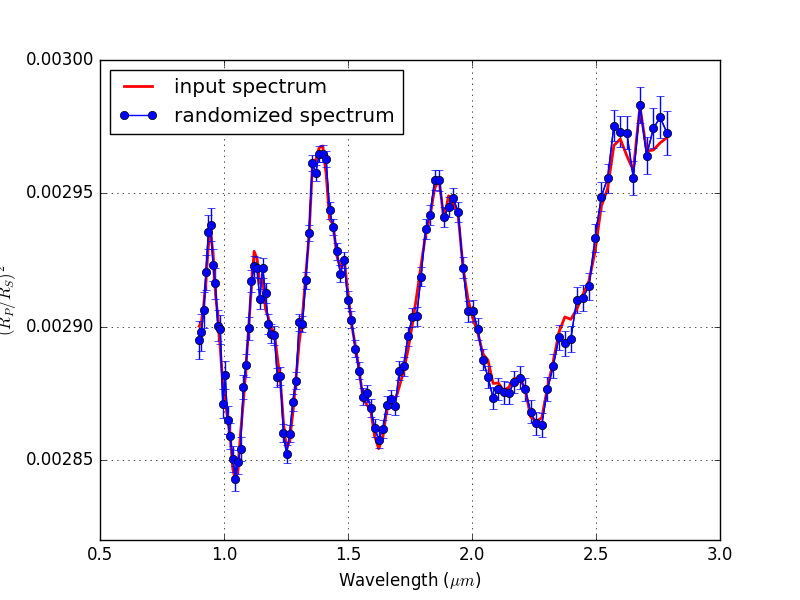 0.00300
0.00295
0.00290
0.00285
(R_P/R_S)^2
input spectrum
randomized spectrum
0.5
1.0
1.5
2.0
2.5
3.0
Wavelength (μm)